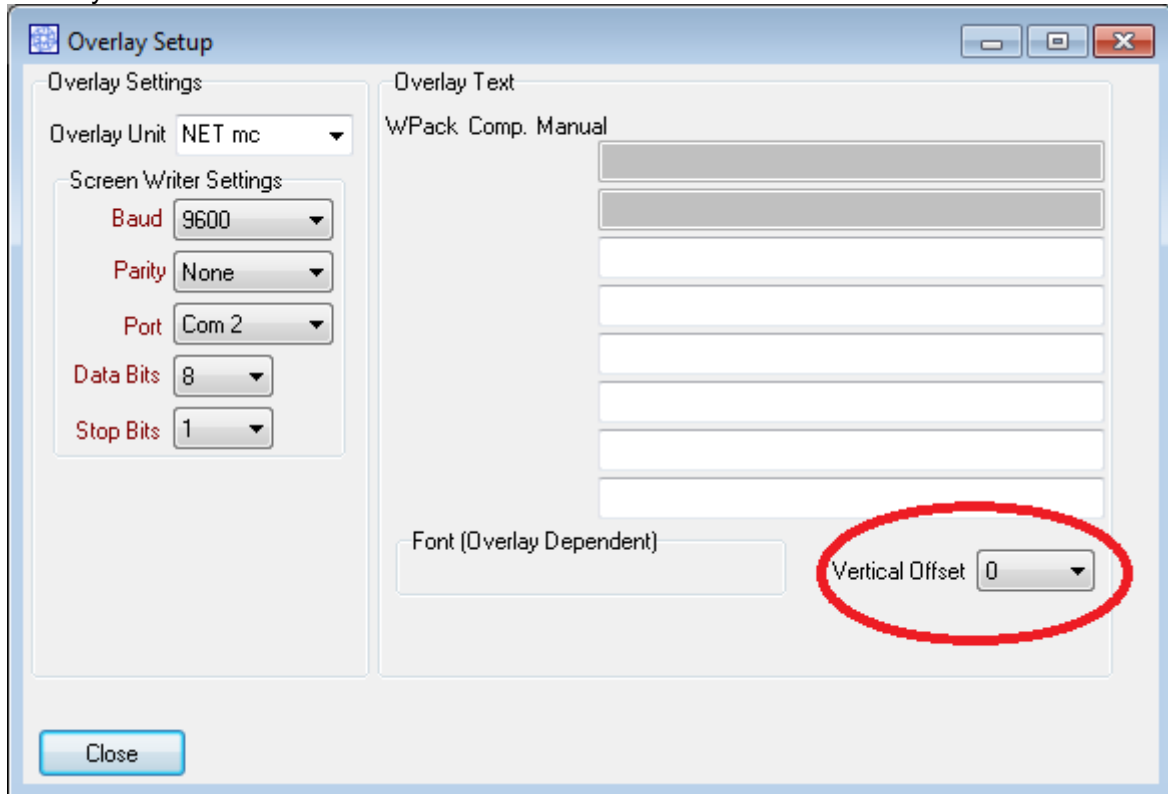 Overlay Setup
Overlay Settings
Overlay Unit NET mc
Screen Writer Settings
Baud 9600
Parity None
Port Com 2
Data Bits 8
Stop Bits 1
Overlay Text
WPack Comp. Manual
Font (Overlay Dependent)
Vertical Offset 0
Close